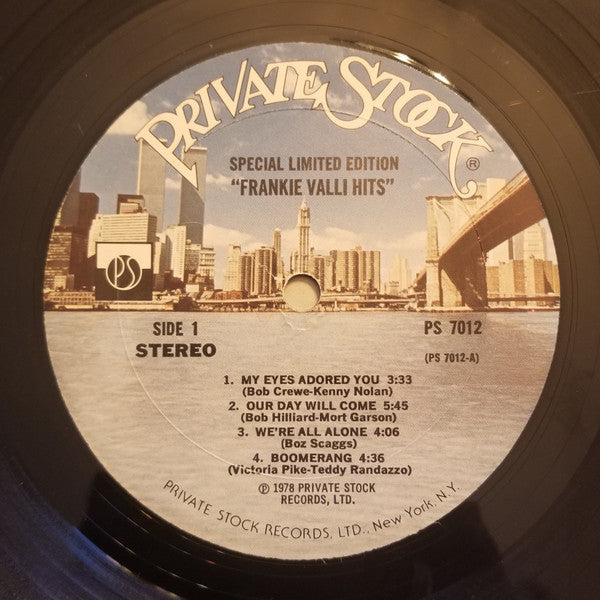 PRIVATE STOCK
®
SPECIAL LIMITED EDITION
"FRANKIE VALLI HITS"
PS
SIDE 1
STEREO
PS 7012
(PS 7012-A)
1. MY EYES ADORED YOU 3:33
(Bob Crewe-Kenny Nolan)
2. OUR DAY WILL COME 5:45
(Bob Hilliard-Mort Garson)
3. WE'RE ALL ALONE 4:06
(Boz Scaggs)
4. BOOMERANG 4:36
(Victoria Pike-Teddy Randazzo)
℗ 1978 PRIVATE STOCK
RECORDS, LTD.
PRIVATE STOCK RECORDS, LTD., New York, N.Y.